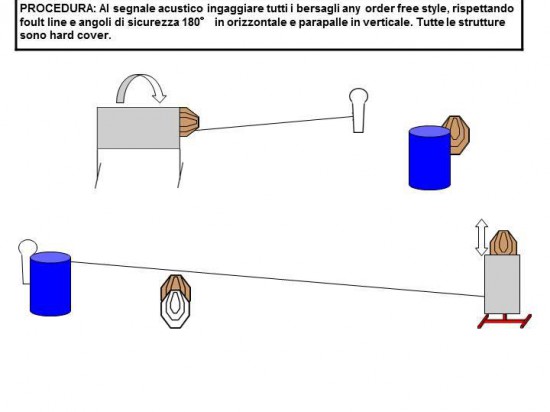 PROCEDURA: Al segnale acustico ingaggiare tutti i bersagli any order free style, rispettando
foult line e angoli di sicurezza 180° in orizzontale e parapalle in verticale. Tutte le strutture
sono hard cover.